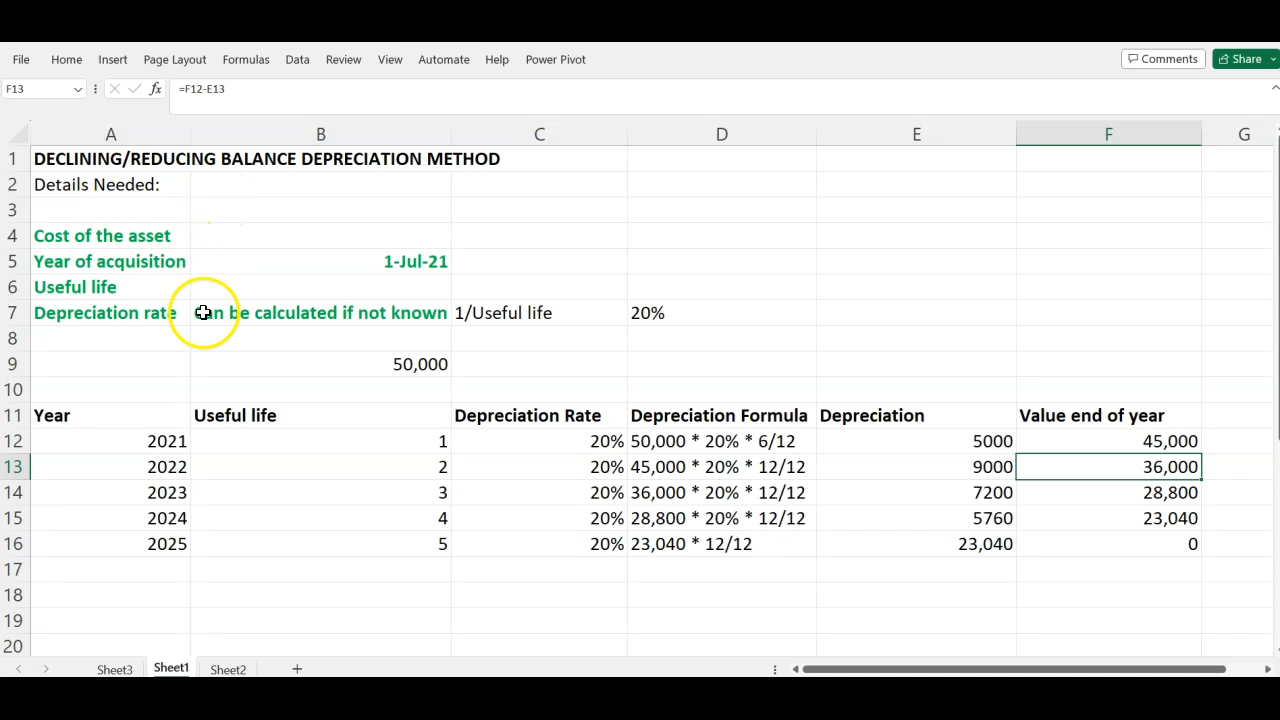 File Home Insert Page Layout Formulas Data Review View Automate Help Power Pivot Comments Share
F13 fx =F12-E13
A B C D E F G
1 DECLINING/REDUCING BALANCE DEPRECIATION METHOD
2 Details Needed:
3
4 Cost of the asset
5 Year of acquisition 1-Jul-21
6 Useful life
7 Depreciation rate Can be calculated if not known 1/Useful life 20%
8
9 50,000
10
11 Year Useful life Depreciation Rate Depreciation Formula Depreciation Value end of year
12 2021 1 20% 50,000 * 20% * 6/12 5000 45,000
13 2022 2 20% 45,000 * 20% * 12/12 9000 36,000
14 2023 3 20% 36,000 * 20% * 12/12 7200 28,800
15 2024 4 20% 28,800 * 20% * 12/12 5760 23,040
16 2025 5 20% 23,040 * 12/12 23,040 0
17
18
19
20
Sheet3 Sheet1 Sheet2